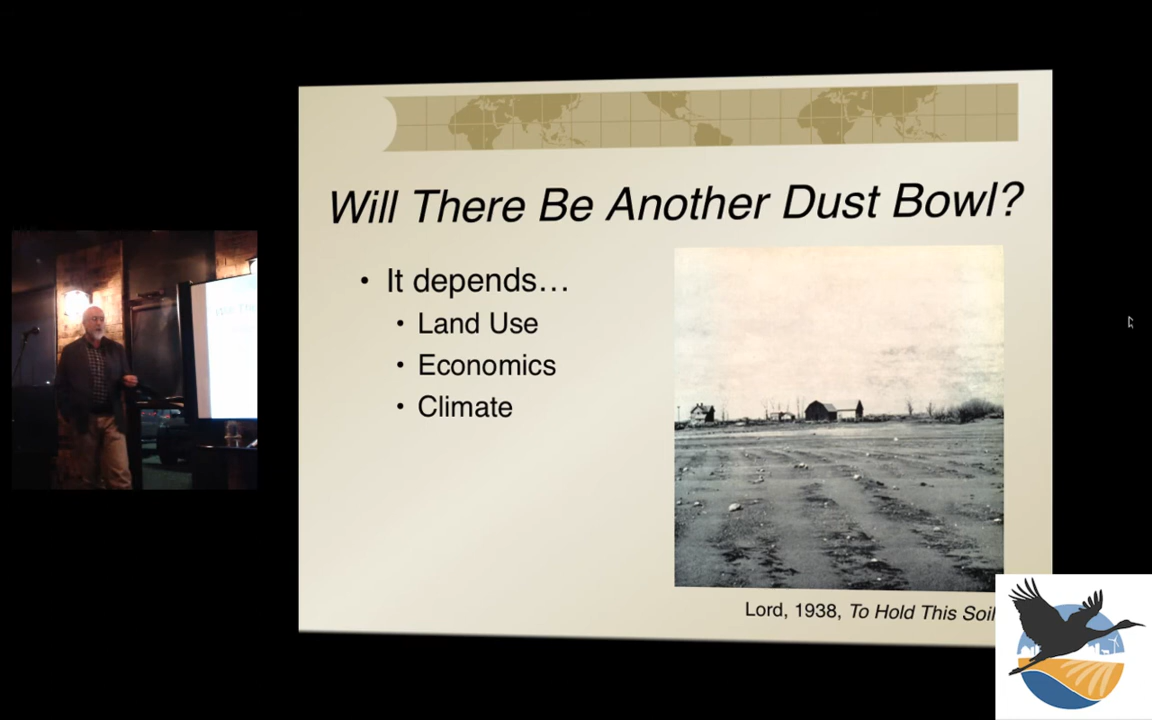 Will There Be Another Dust Bowl?
• It depends…
• Land Use
• Economics
• Climate
Lord, 1938, To Hold This Soil